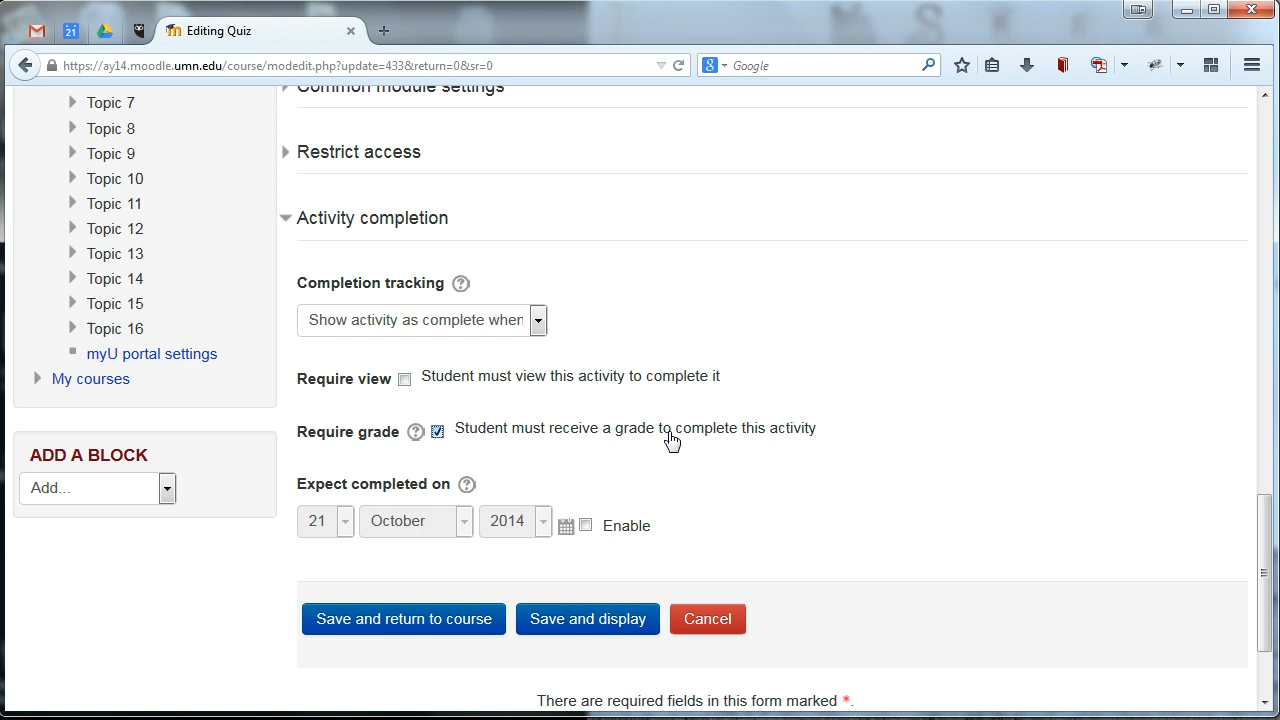 Editing Quiz
https://ay14.moodle.umn.edu/course/modedit.php?update=433&return=0&sr=0
Google
21
Topic 7
Topic 8
Topic 9
Topic 10
Topic 11
Topic 12
Topic 13
Topic 14
Topic 15
Topic 16
myU portal settings
My courses
ADD A BLOCK
Add...
Common module settings
Restrict access
Activity completion
Completion tracking
Show activity as complete when
Require view Student must view this activity to complete it
Require grade Student must receive a grade to complete this activity
Expect completed on
21 October 2014 Enable
Save and return to course Save and display Cancel
There are required fields in this form marked *.